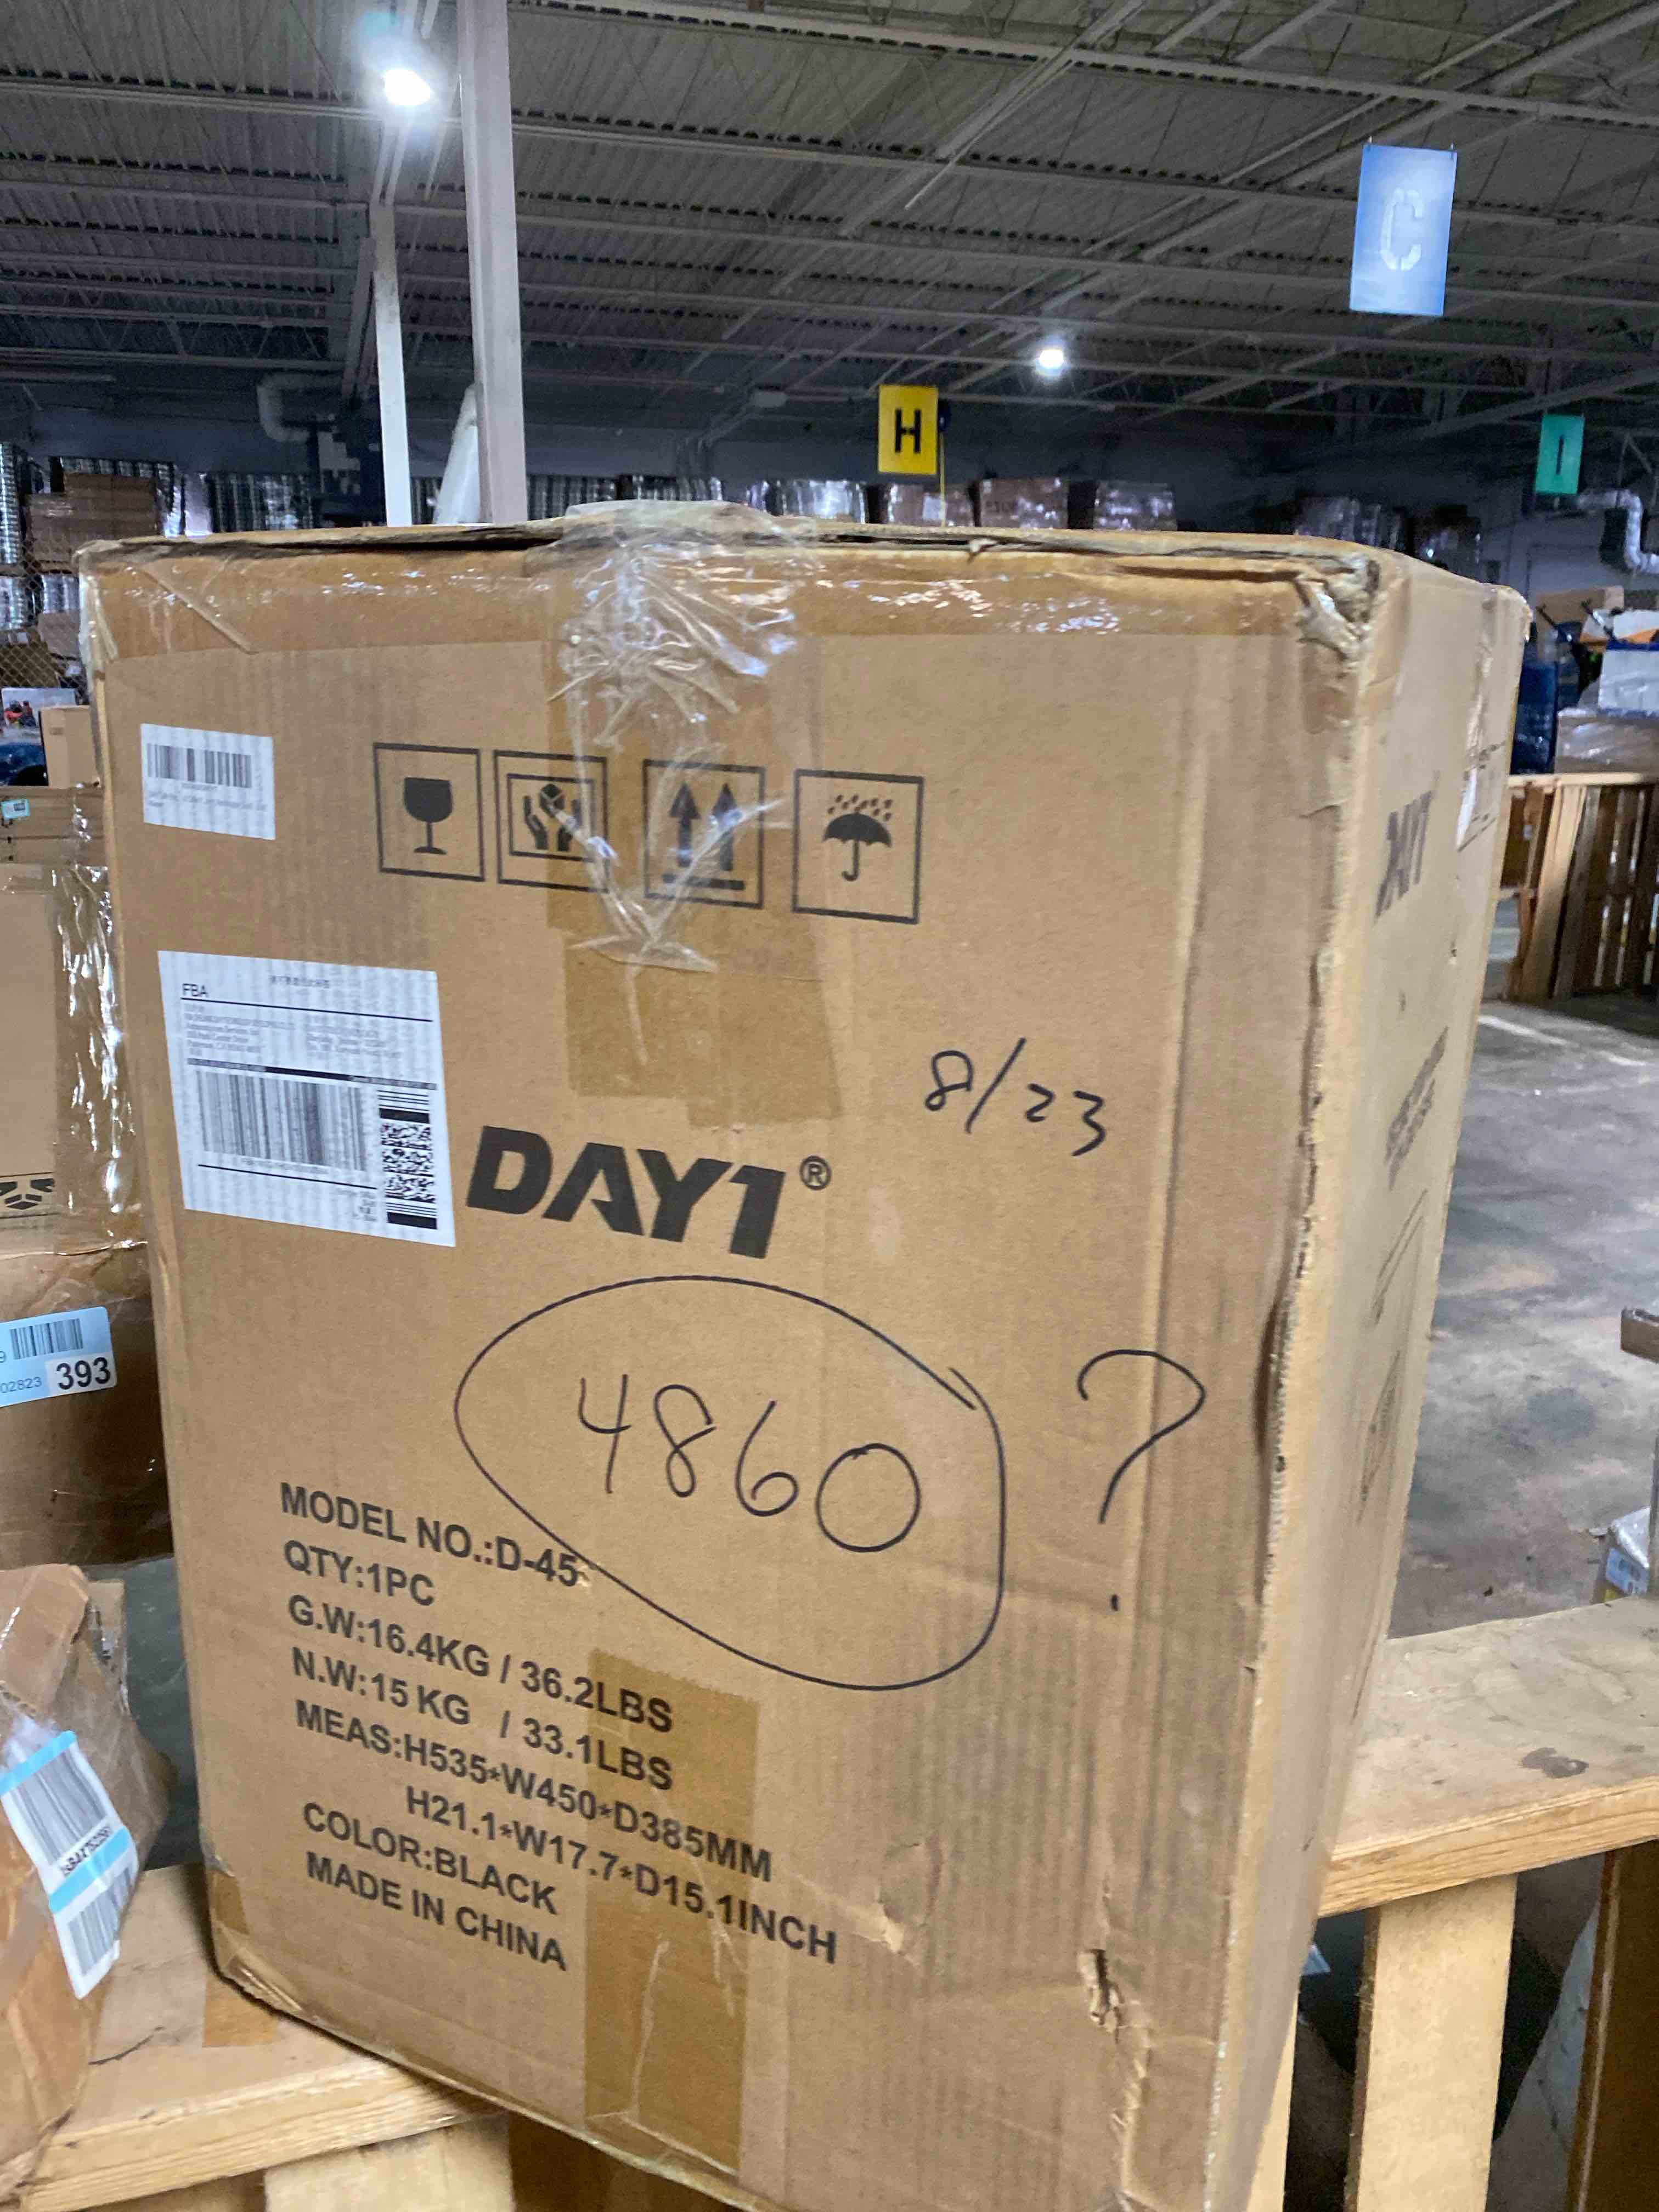 C
H
I
FBA
8/23
DAY1®
DAY1
4860 ?
393
02823
MODEL NO.:D-45
QTY:1PC
G.W:16.4KG / 36.2LBS
N.W:15 KG / 33.1LBS
MEAS:H535*W450*D385MM
H21.1*W17.7*D15.1INCH
COLOR:BLACK
MADE IN CHINA